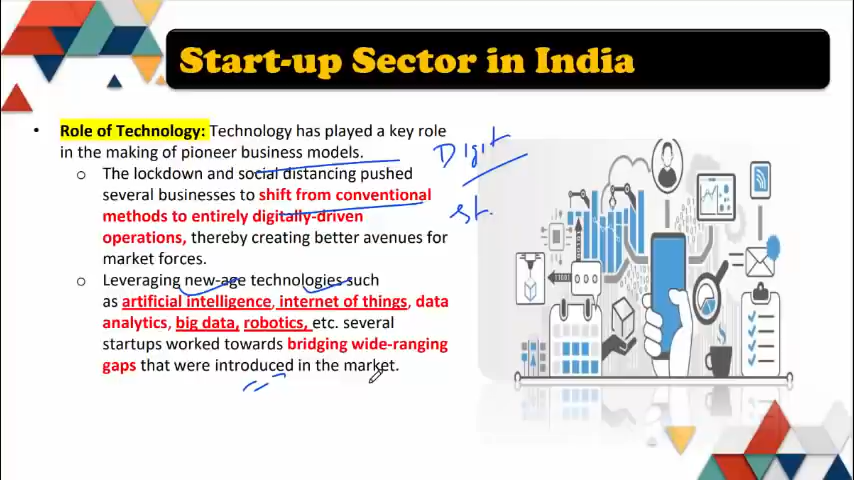 Start-up Sector in India
• Role of Technology: Technology has played a key role
in the making of pioneer business models.
o The lockdown and social distancing pushed
several businesses to shift from conventional
methods to entirely digitally-driven
operations, thereby creating better avenues for
market forces.
o Leveraging new-age technologies such
as artificial intelligence, internet of things, data
analytics, big data, robotics, etc. several
startups worked towards bridging wide-ranging
gaps that were introduced in the market.
Digit
st.